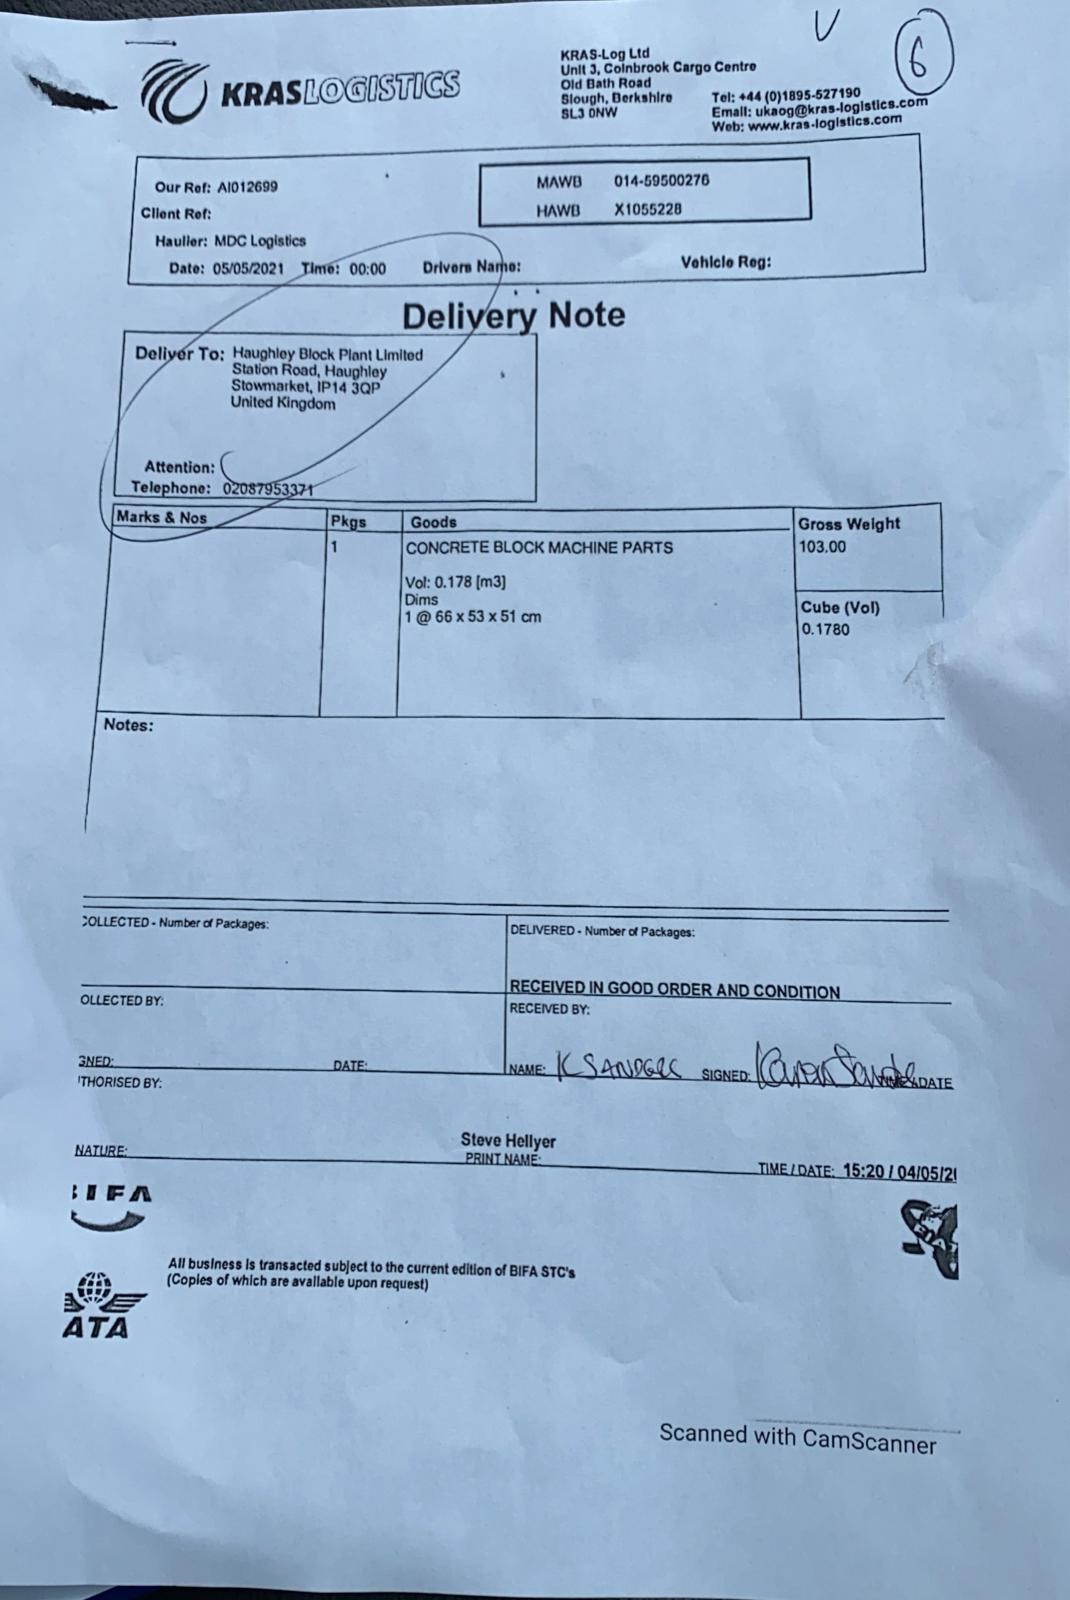 V
6
KRASLOGISTICS
KRAS-Log Ltd
Unit 3, Colnbrook Cargo Centre
Old Bath Road
Slough, Berkshire
SL3 0NW
Tel: +44 (0)1895-527190
Email: ukaog@kras-logistics.com
Web: www.kras-logistics.com
Our Ref: AI012699
MAWB 014-59500276
Client Ref:
HAWB X1055228
Haulier: MDC Logistics
Date: 05/05/2021 Time: 00:00 Drivers Name: Vehicle Reg:
Delivery Note
Deliver To: Haughley Block Plant Limited
Station Road, Haughley
Stowmarket, IP14 3QP
United Kingdom
Attention:
Telephone: 02087953371
Marks & Nos Pkgs Goods Gross Weight
1 CONCRETE BLOCK MACHINE PARTS 103.00
Vol: 0.178 [m3]
Dims
1 @ 66 x 53 x 51 cm
Cube (Vol)
0.1780
Notes:
COLLECTED - Number of Packages:
DELIVERED - Number of Packages:
RECEIVED IN GOOD ORDER AND CONDITION
OLLECTED BY:
RECEIVED BY:
GNED: DATE:
NAME: K SANDERS SIGNED: Karen Sanders DATE
THORISED BY:
Steve Hellyer
NATURE: PRINT NAME: TIME / DATE: 15:20 / 04/05/21
BIFA
All business is transacted subject to the current edition of BIFA STC's
(Copies of which are available upon request)
ATA
Scanned with CamScanner